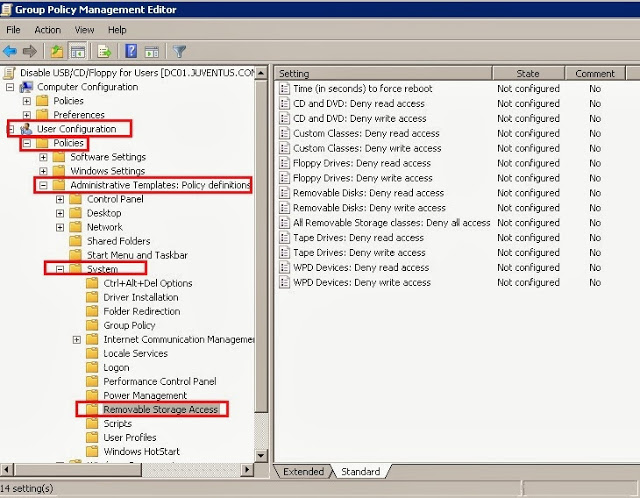 Group Policy Management Editor
File Action View Help
Disable USB/CD/Floppy for Users [DC01.JUVENTUS.COM
Computer Configuration
Policies
Preferences
User Configuration
Policies
Software Settings
Windows Settings
Administrative Templates: Policy definitions
Control Panel
Desktop
Network
Shared Folders
Start Menu and Taskbar
System
Ctrl+Alt+Del Options
Driver Installation
Folder Redirection
Group Policy
Internet Communication Manageme
Locale Services
Logon
Performance Control Panel
Power Management
Removable Storage Access
Scripts
User Profiles
Windows HotStart
Setting State Comment
Time (in seconds) to force reboot Not configured No
CD and DVD: Deny read access Not configured No
CD and DVD: Deny write access Not configured No
Custom Classes: Deny read access Not configured No
Custom Classes: Deny write access Not configured No
Floppy Drives: Deny read access Not configured No
Floppy Drives: Deny write access Not configured No
Removable Disks: Deny read access Not configured No
Removable Disks: Deny write access Not configured No
All Removable Storage classes: Deny all access Not configured No
Tape Drives: Deny read access Not configured No
Tape Drives: Deny write access Not configured No
WPD Devices: Deny read access Not configured No
WPD Devices: Deny write access Not configured No
Extended Standard
14 setting(s)